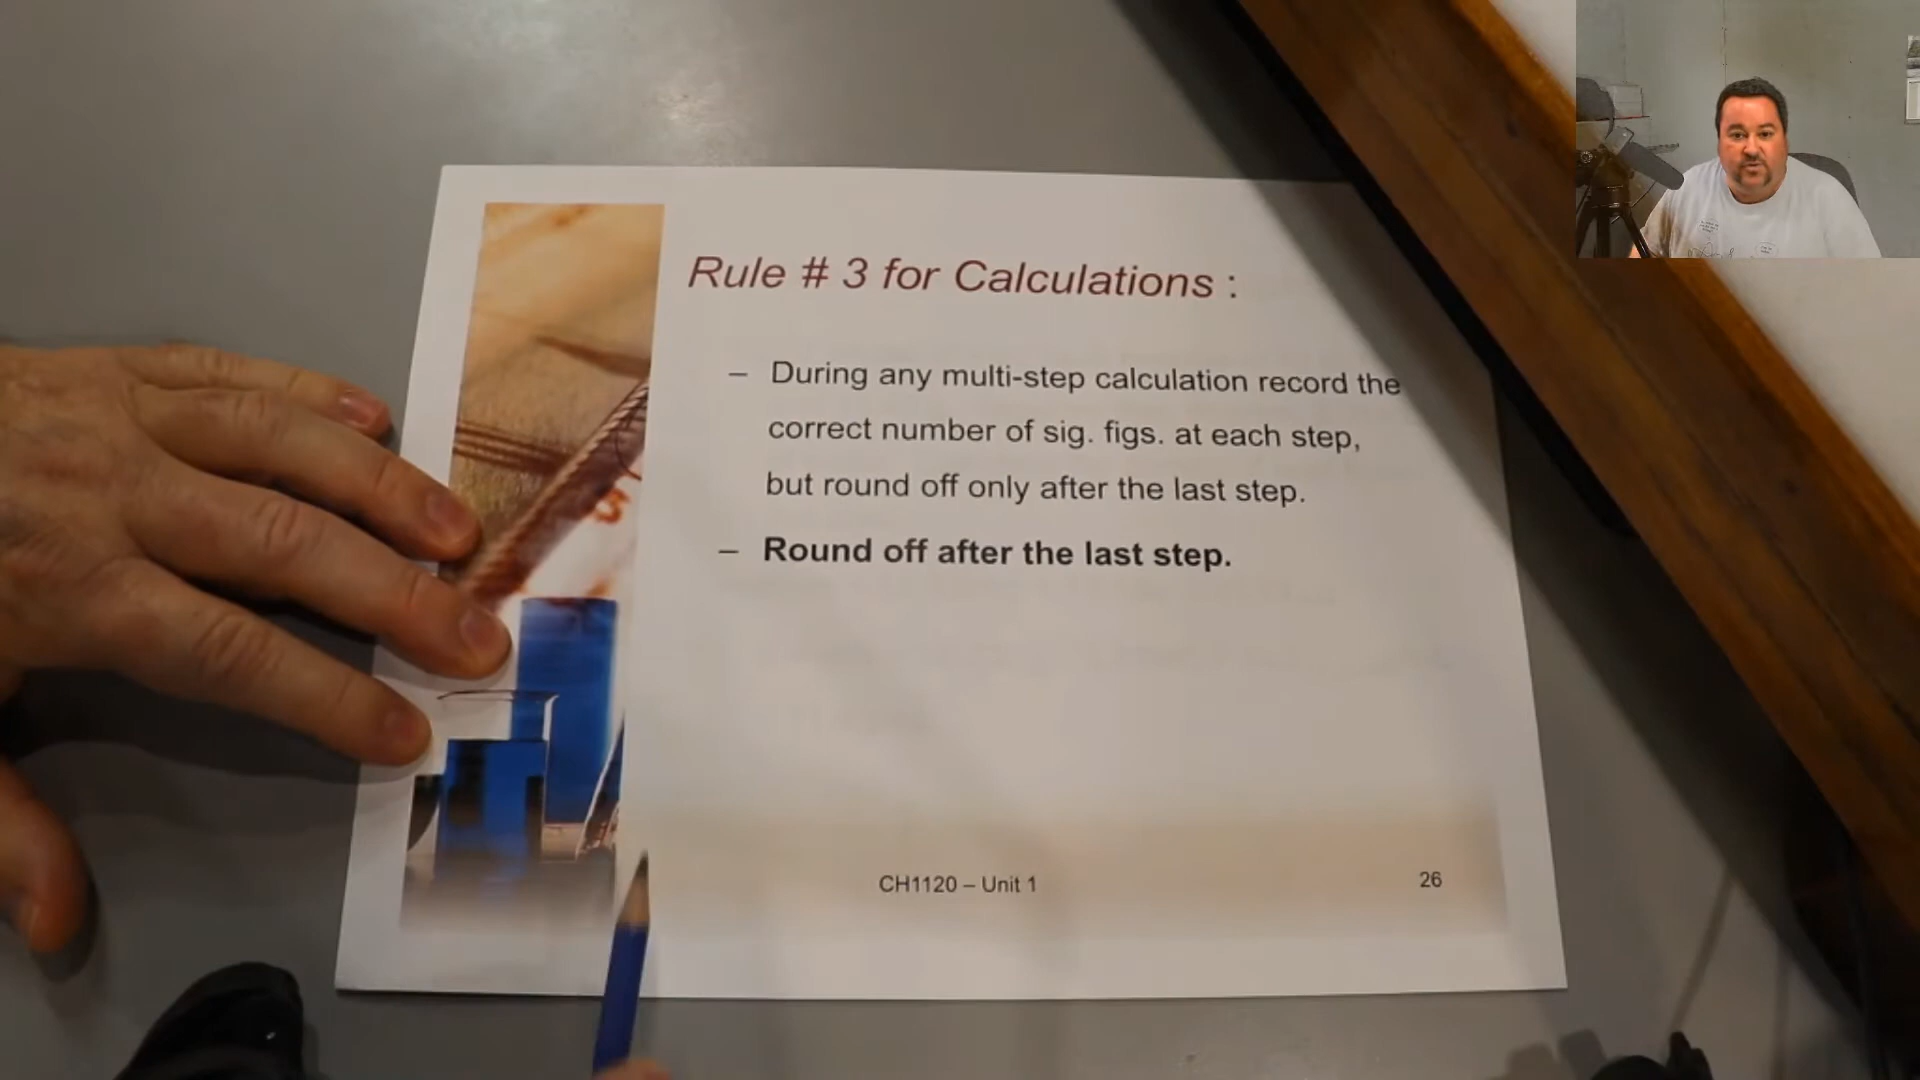 Rule # 3 for Calculations :
– During any multi-step calculation record the
correct number of sig. figs. at each step,
but round off only after the last step.
– Round off after the last step.
CH1120 – Unit 1
26